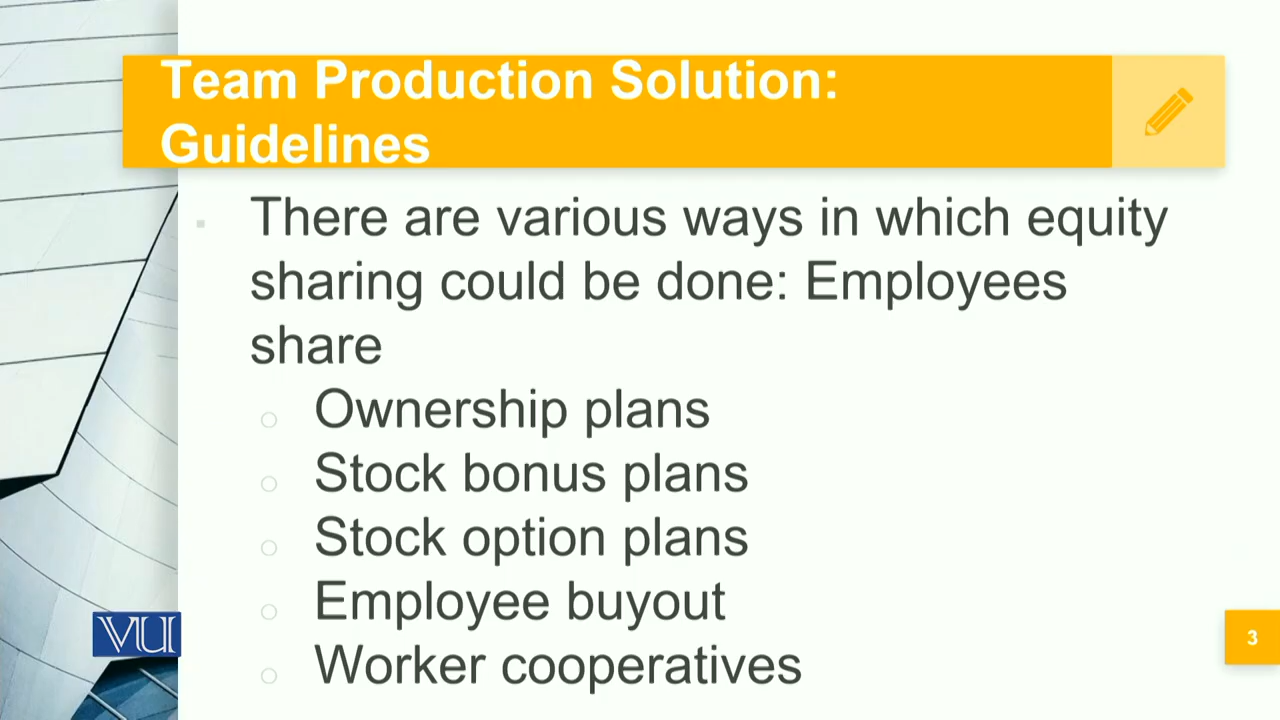 Team Production Solution:
Guidelines
There are various ways in which equity
sharing could be done: Employees
share
Ownership plans
Stock bonus plans
Stock option plans
Employee buyout
Worker cooperatives
VU
3